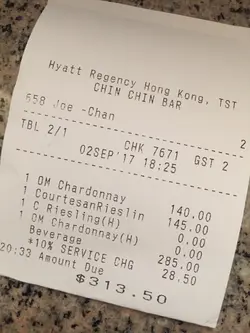 Hyatt Regency Hong Kong, TST
CHIN CHIN BAR
2
658 Joe -Chan
TBL 2/1 CHK 7671 GST 2
02SEP'17 18:25
1 OM Chardonnay 140.00
1 CourtesanRieslin 145.00
1 C Riesling(H) 0.00
1 OM Chardonnay(H) 0.00
Beverage 285.00
*10% SERVICE CHG 28.50
20:33 Amount Due
$313.50